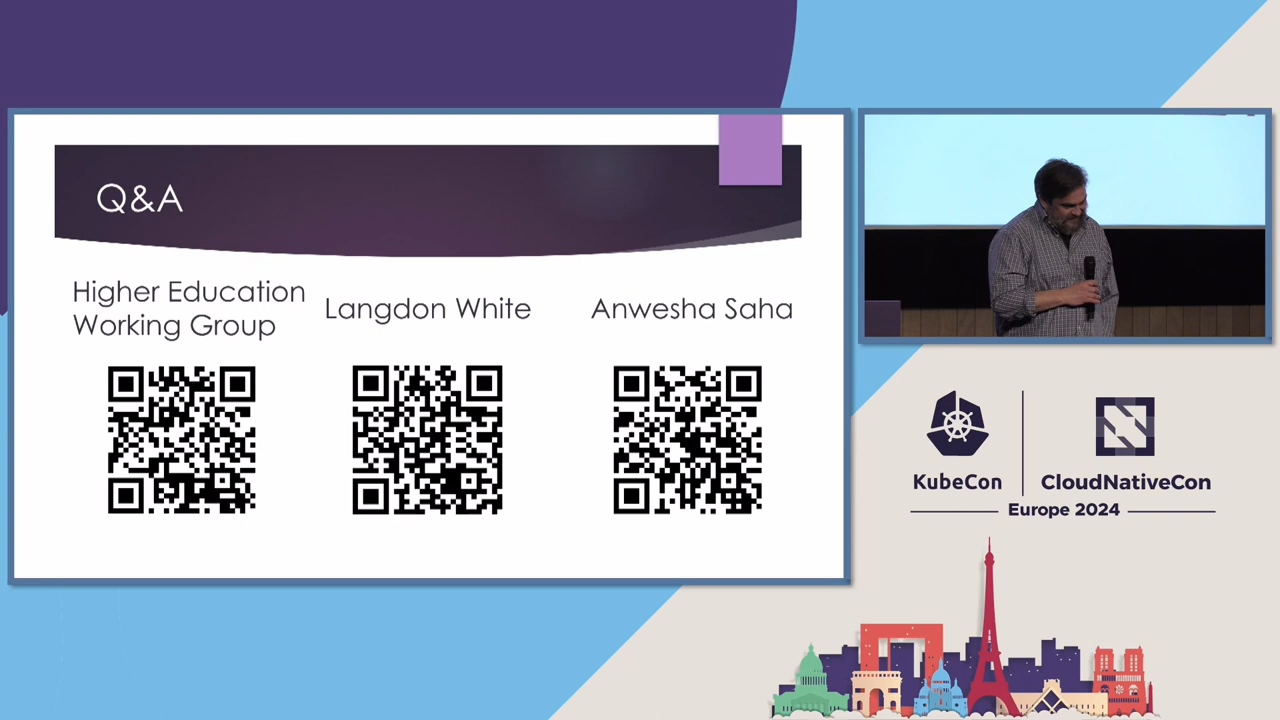 Q&A
Higher Education
Working Group
Langdon White
Anwesha Saha
KubeCon
CloudNativeCon
Europe 2024